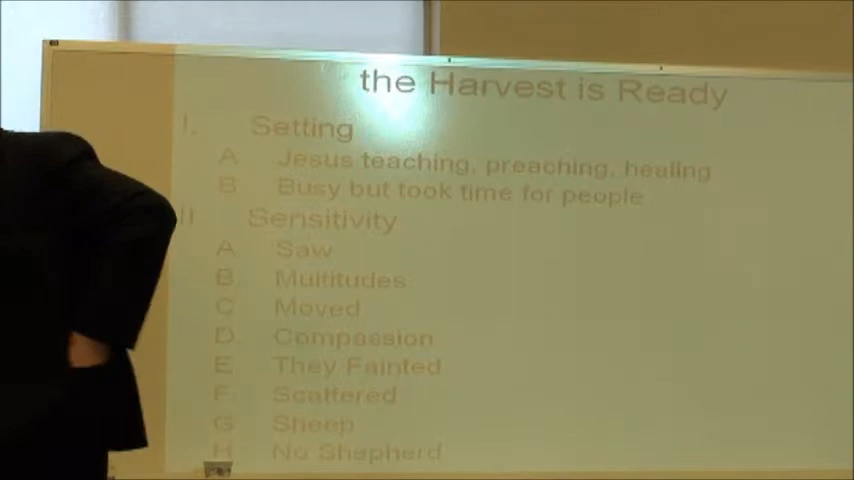 the Harvest is Ready
I. Setting
A Jesus teaching, preaching, healing
B Busy but took time for people
II Sensitivity
A Saw
B. Multitudes
C Moved
D. Compassion
E They Fainted
F. Scattered
G Sheep
H No Shepherd